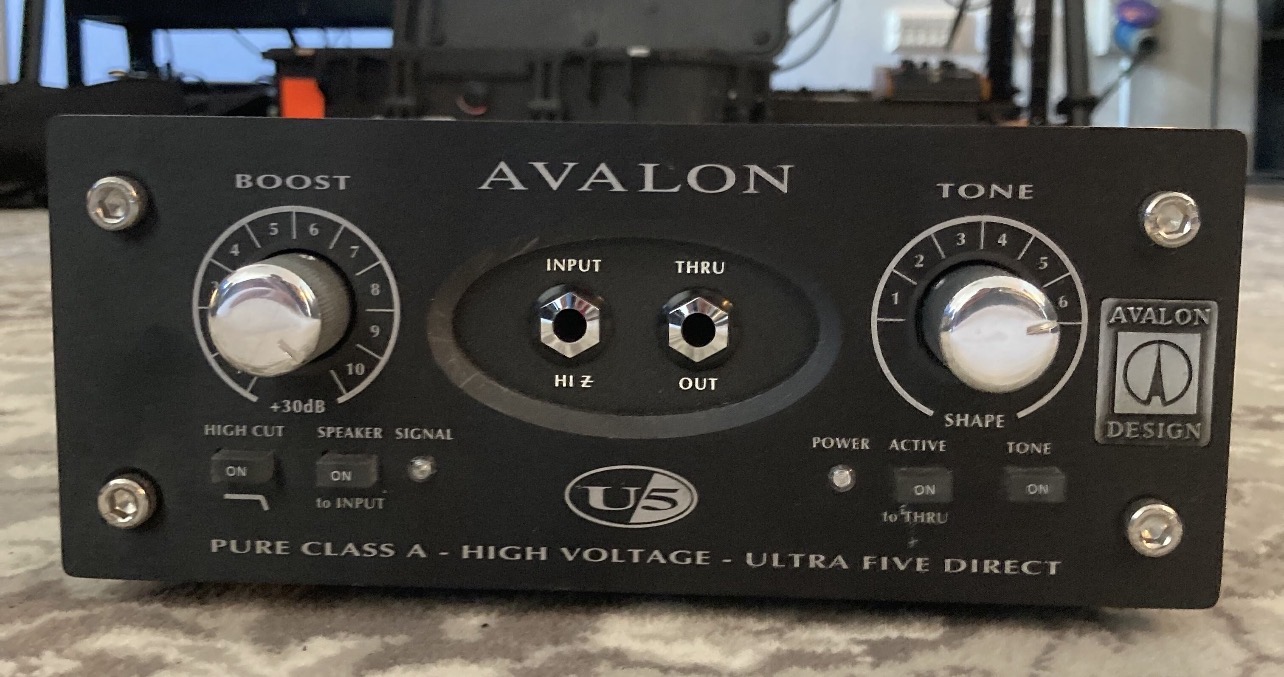 BOOST
AVALON
TONE
4 5 6 7 8 9 10
+30dB
INPUT
HI Z
THRU
OUT
1 2 3 4 5 6
SHAPE
AVALON
DESIGN
HIGH CUT
ON
SPEAKER
ON
to INPUT
SIGNAL
U5
POWER
ACTIVE
ON
to THRU
TONE
ON
PURE CLASS A - HIGH VOLTAGE - ULTRA FIVE DIRECT